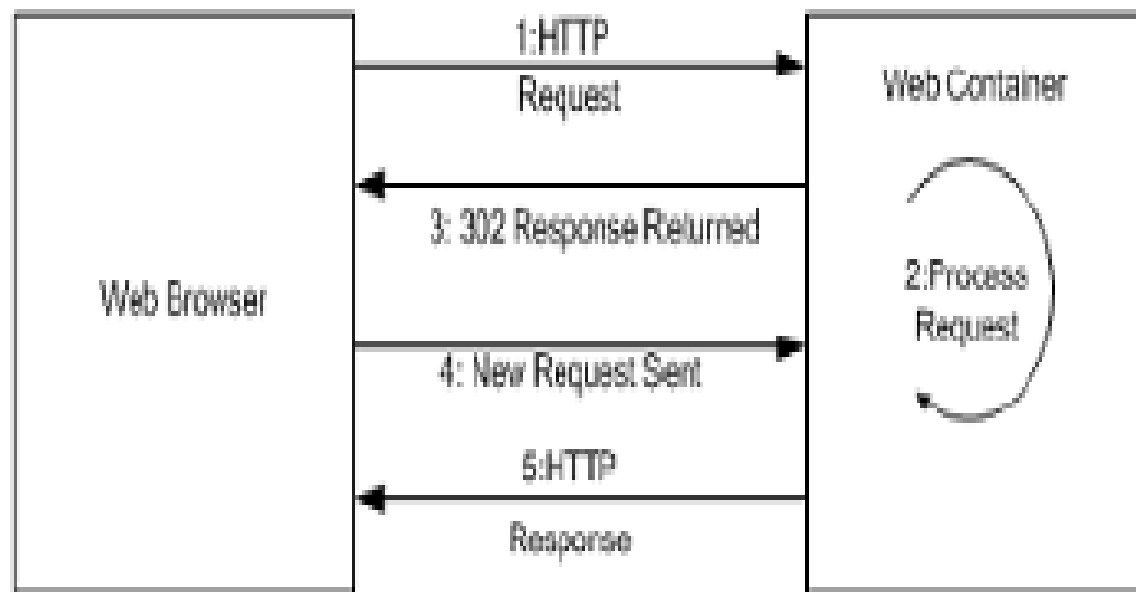 1:HTTP
Request
Web Container
3: 302 Response Returned
Web Browser
2:Process
Request
4: New Request Sent
5:HTTP
Response